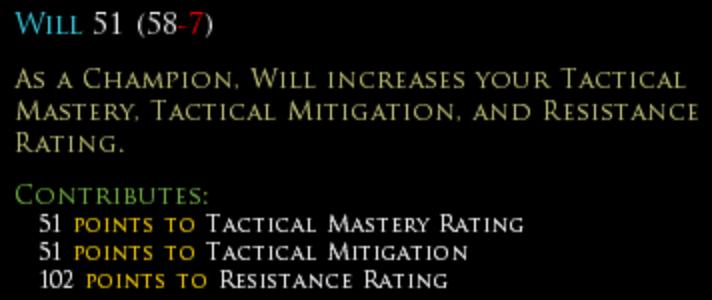 Will 51 (58-7)
As a Champion, Will increases your Tactical
Mastery, Tactical Mitigation, and Resistance
Rating.
Contributes:
51 points to Tactical Mastery Rating
51 points to Tactical Mitigation
102 points to Resistance Rating